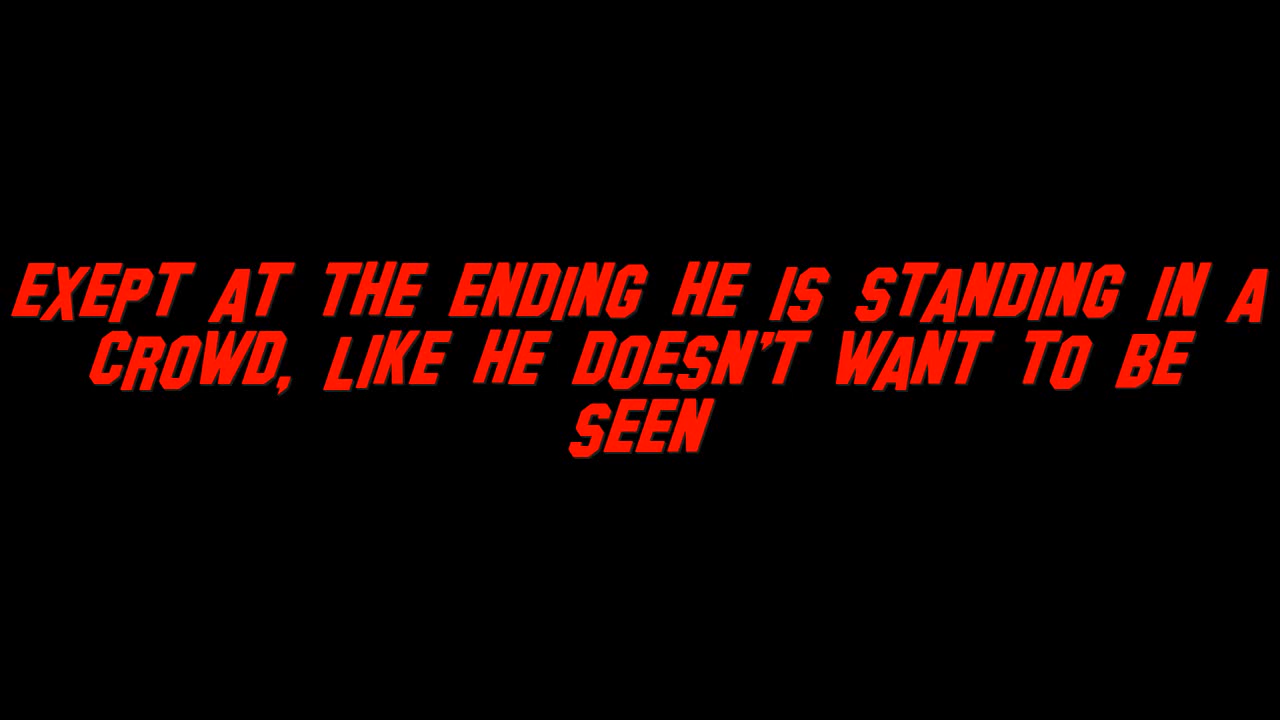 EXEPT AT THE ENDING HE IS STANDING IN A
CROWD, LIKE HE DOESN'T WANT TO BE
SEEN